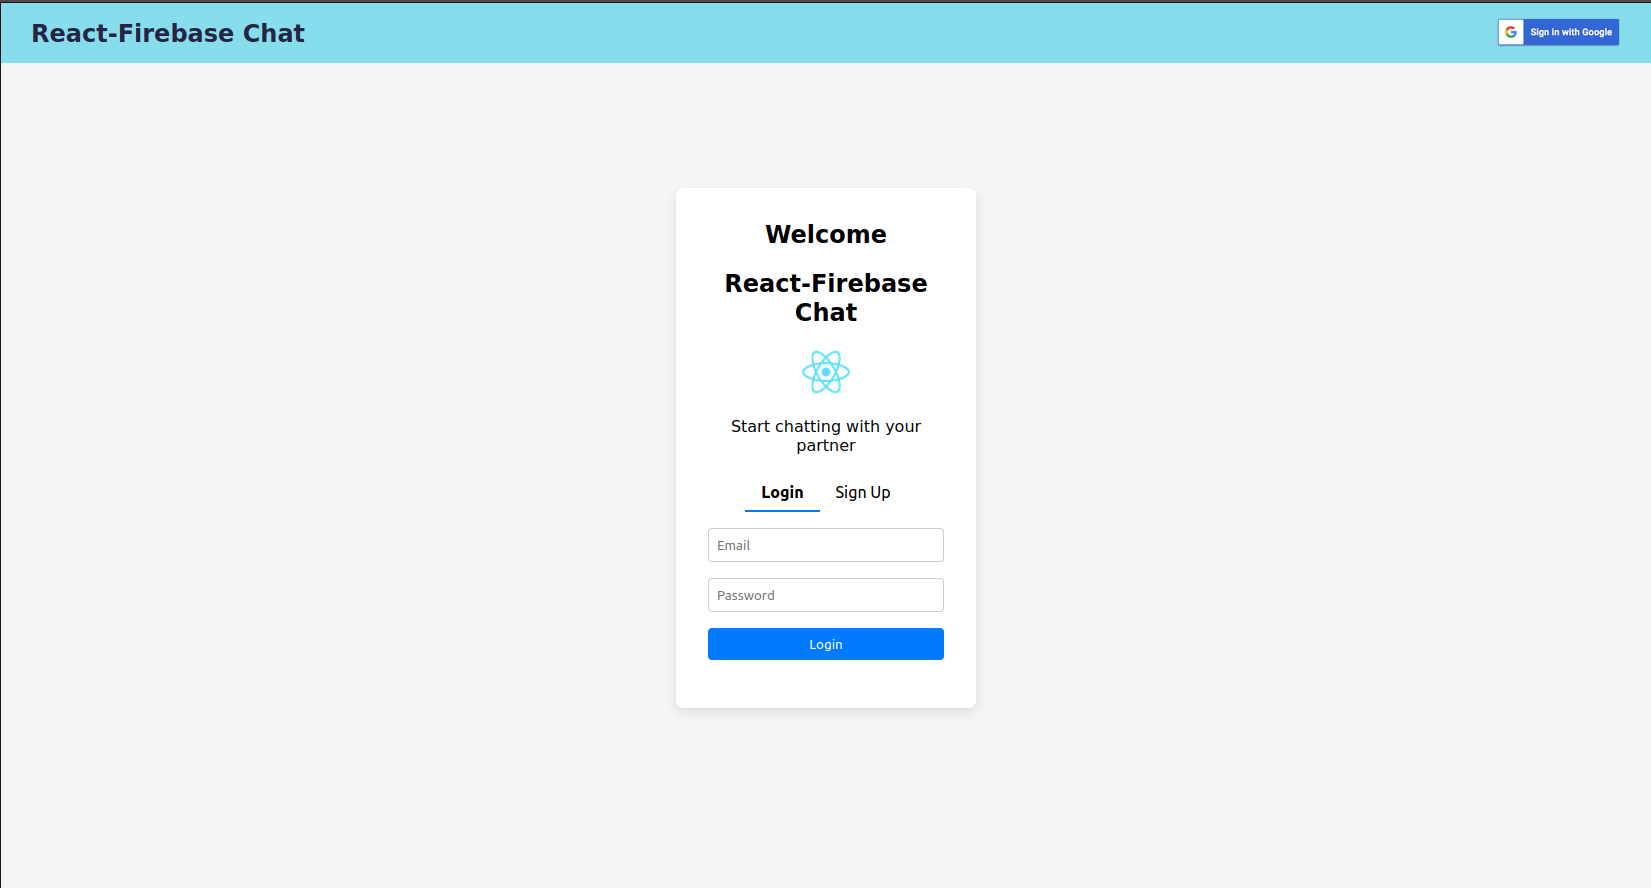 React-Firebase Chat
Sign in with Google
Welcome
React-Firebase
Chat
Start chatting with your
partner
Login Sign Up
Email
Password
Login